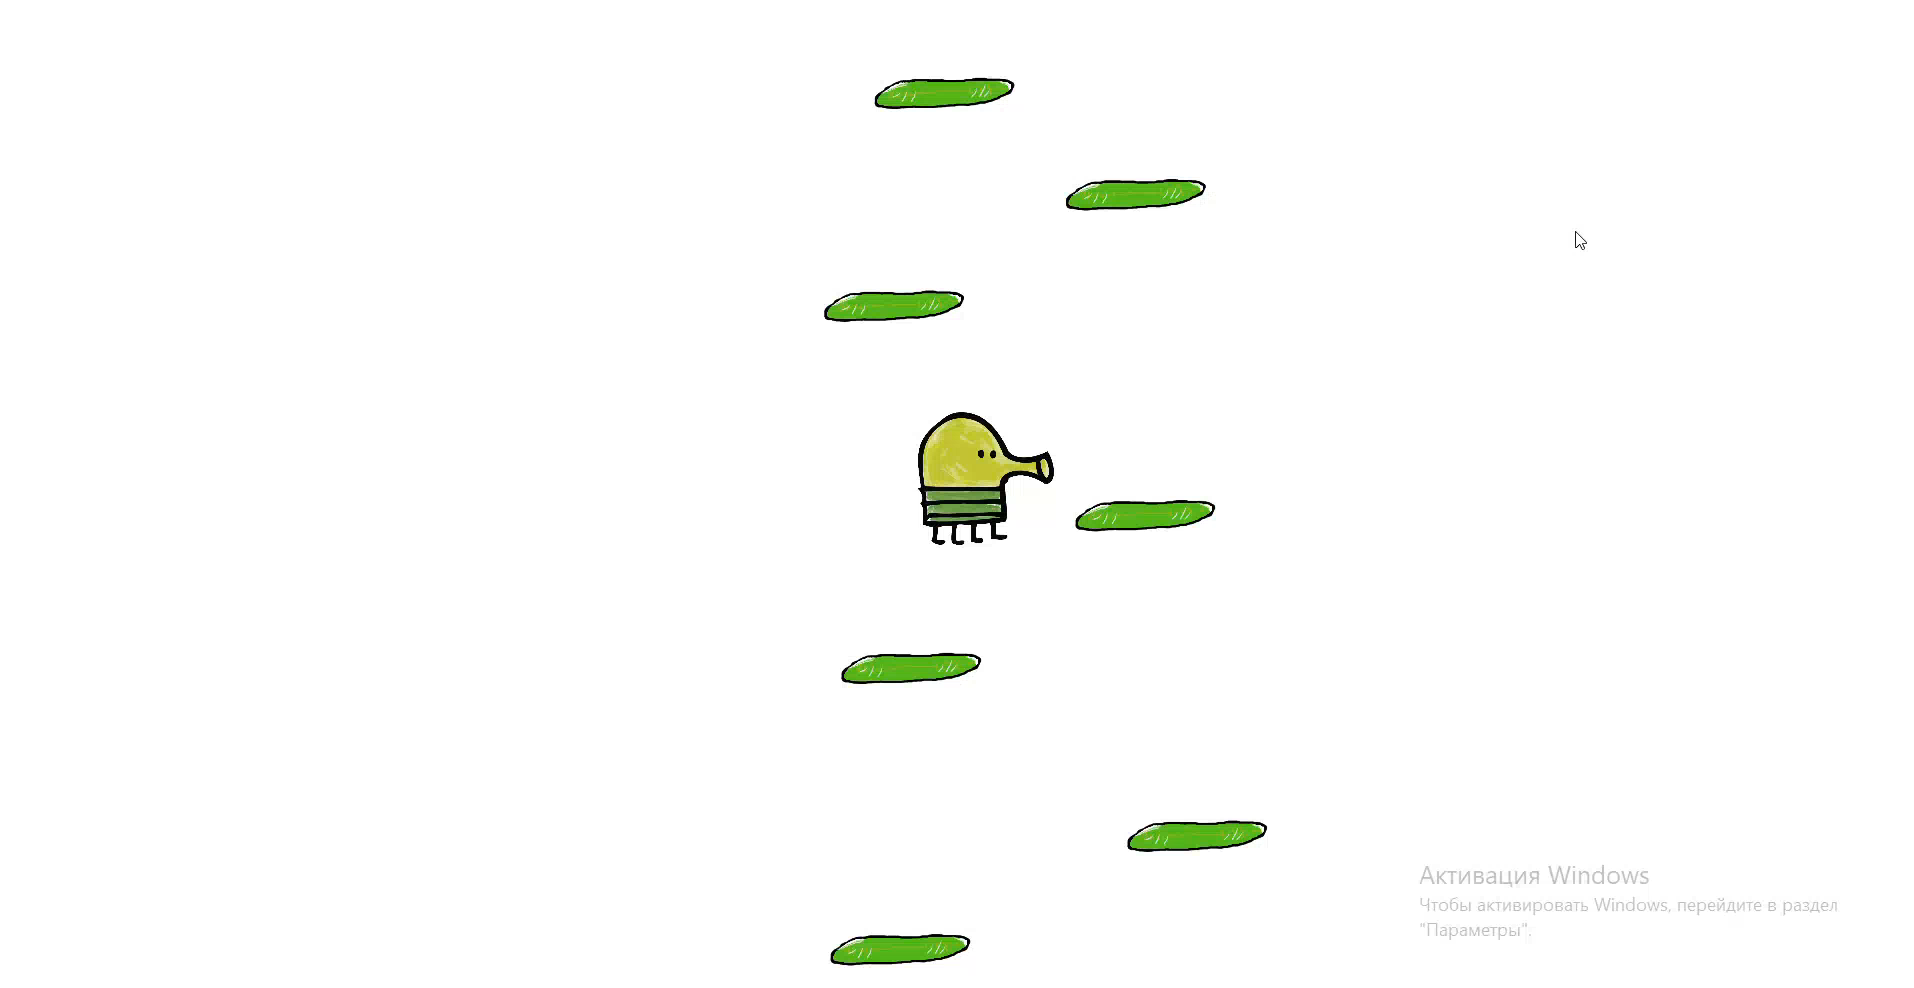 Активация Windows
Чтобы активировать Windows, перейдите в раздел
"Параметры".